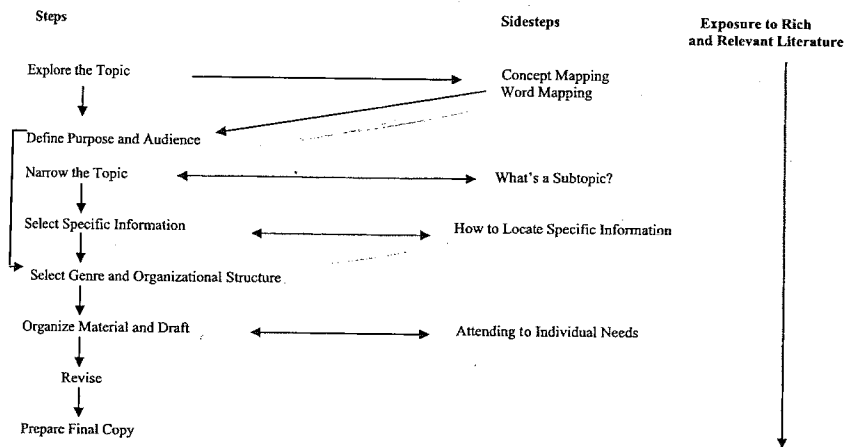 Steps
Sidesteps
Exposure to Rich
and Relevant Literature
Explore the Topic
Concept Mapping
Word Mapping
Define Purpose and Audience
Narrow the Topic
What's a Subtopic?
Select Specific Information
How to Locate Specific Information
Select Genre and Organizational Structure
Organize Material and Draft
Attending to Individual Needs
Revise
Prepare Final Copy